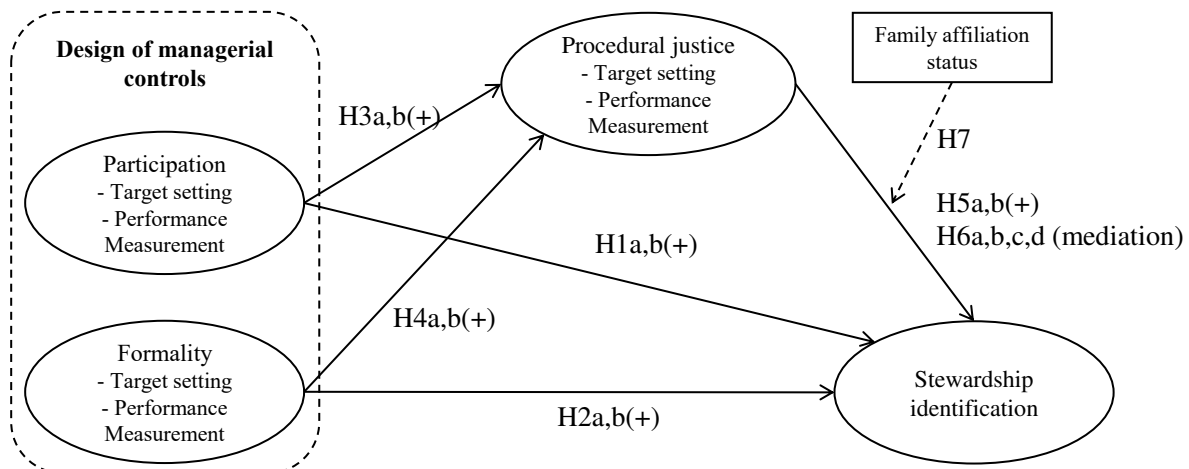 Design of managerial
controls
Participation
- Target setting
- Performance
Measurement
Formality
- Target setting
- Performance
Measurement
H3a,b(+)
H1a,b(+)
H4a,b(+)
H2a,b(+)
Procedural justice
- Target setting
- Performance
Measurement
Family affiliation
status
H7
H5a,b(+)
H6a,b,c,d (mediation)
Stewardship
identification